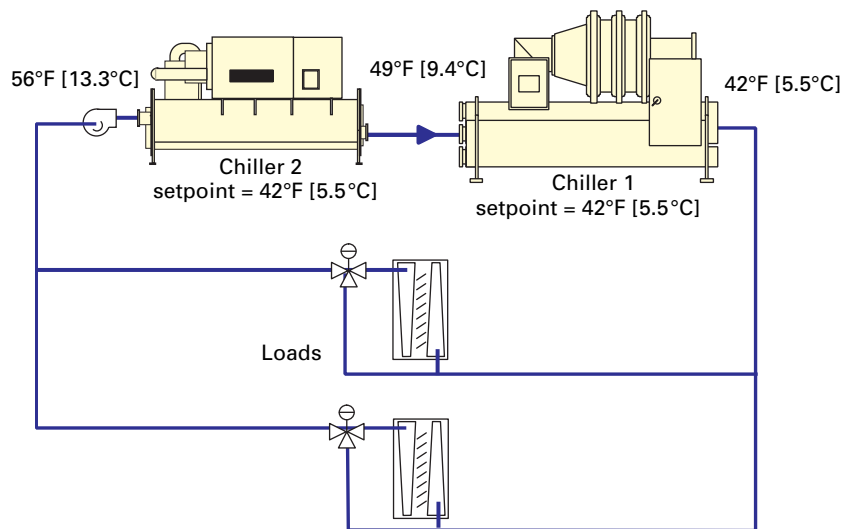 56°F [13.3°C]
49°F [9.4°C]
42°F [5.5°C]
Chiller 2
setpoint = 42°F [5.5°C]
Chiller 1
setpoint = 42°F [5.5°C]
Loads